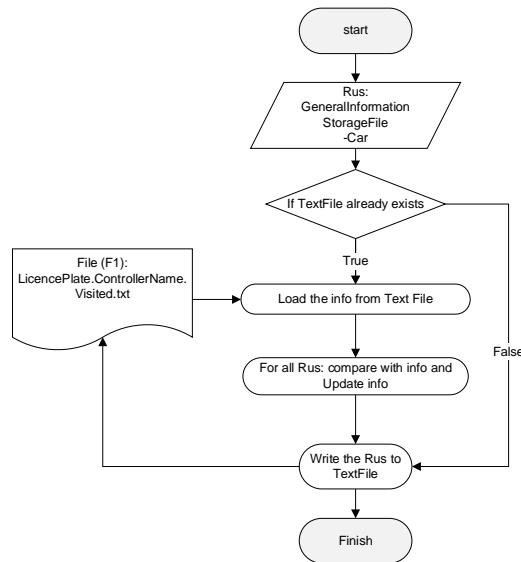 start
Rus:
GeneralInformation
StorageFile
-Car
If TextFile already exists
True
File (F1):
LicencePlate.ControllerName.
Visited.txt
Load the info from Text File
False
For all Rus: compare with info and
Update info
Write the Rus to
TextFile
Finish